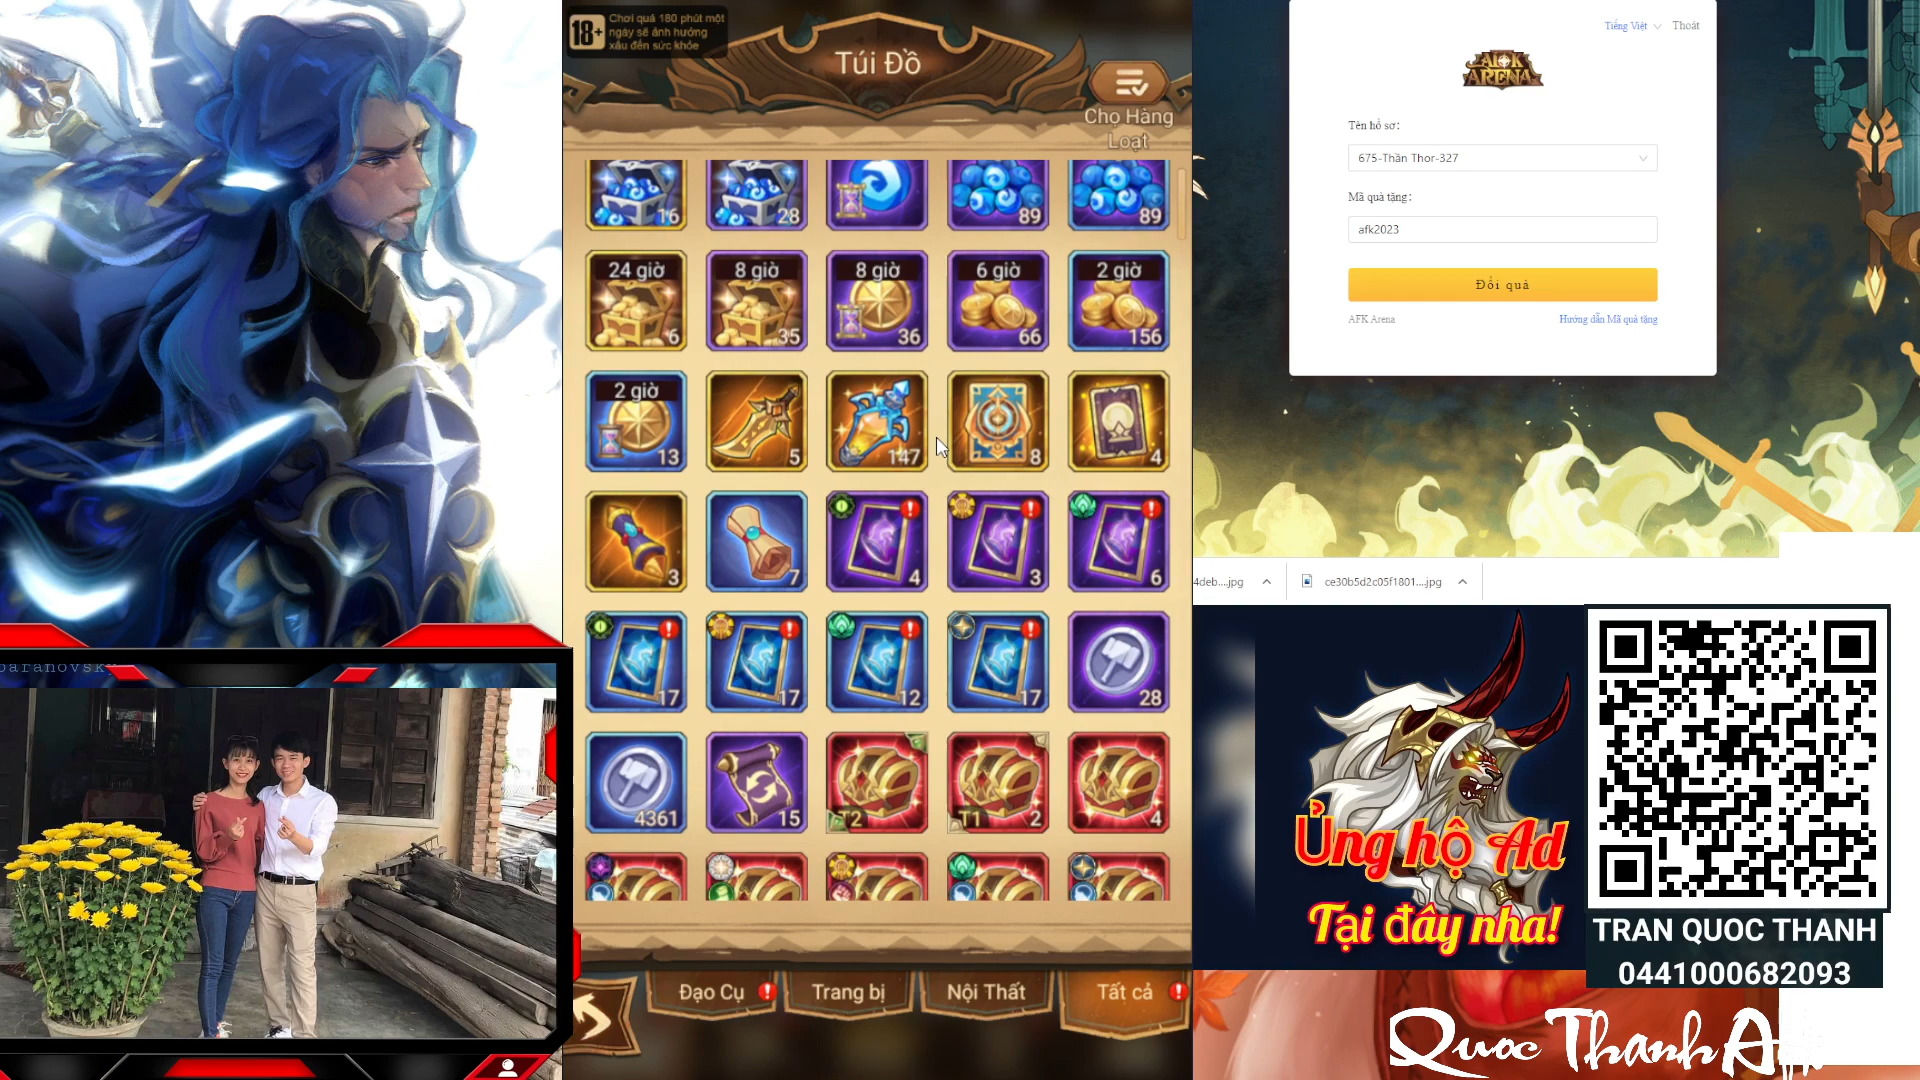 18+
Chơi quá 180 phút một
ngày sẽ ảnh hưởng
xấu đến sức khỏe
Túi Đồ
Chọ Hàng
Loạt
16
28
89
89
24 giờ
6
8 giờ
35
8 giờ
36
6 giờ
66
2 giờ
156
2 giờ
13
5
147
8
4
3
7
4
3
6
17
17
12
17
28
4361
15
T2
T1
2
4
Đạo Cụ
Trang bị
Nội Thất
Tất cả
Tiếng Việt
Thoát
AFK
ARENA
Tên hồ sơ:
675-Thần Thor-327
Mã quà tặng:
afk2023
Đổi quà
AFK Arena
Hướng dẫn Mã quà tặng
4deb....jpg
ce30b5d2c05f1801....jpg
Ủng hộ Ad
Tại đây nha!
TRAN QUOC THANH
0441000682093
Quoc Thanh
baranovsky